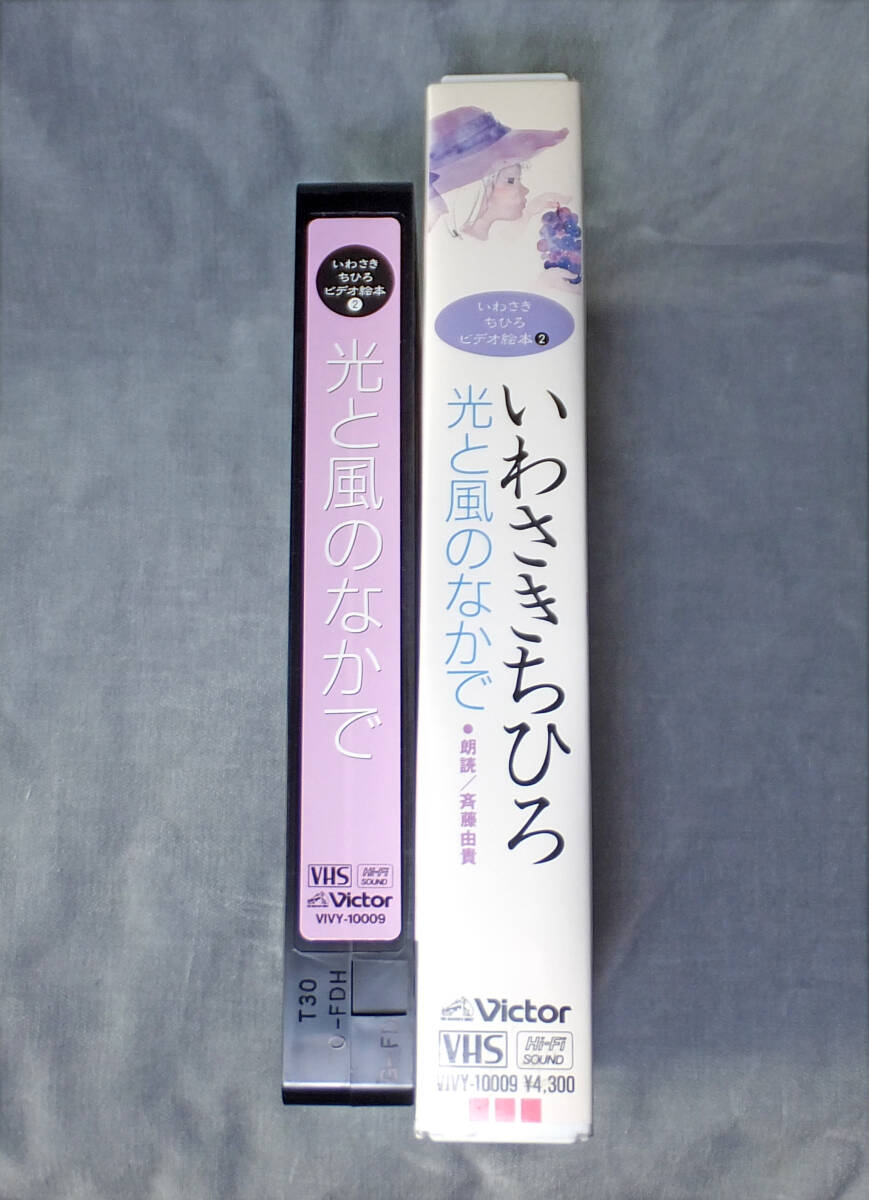 いわさき
ちひろ
ビデオ絵本2
光と風のなかで
VHS
Hi-Fi
SOUND
Victor
VIVY-10009
T30
-FDH
いわさき
ちひろ
ビデオ絵本2
いわさきちひろ
光と風のなかで
●朗読/斉藤由貴
Victor
VHS
Hi-Fi
SOUND
VIVY-10009 ¥4,300